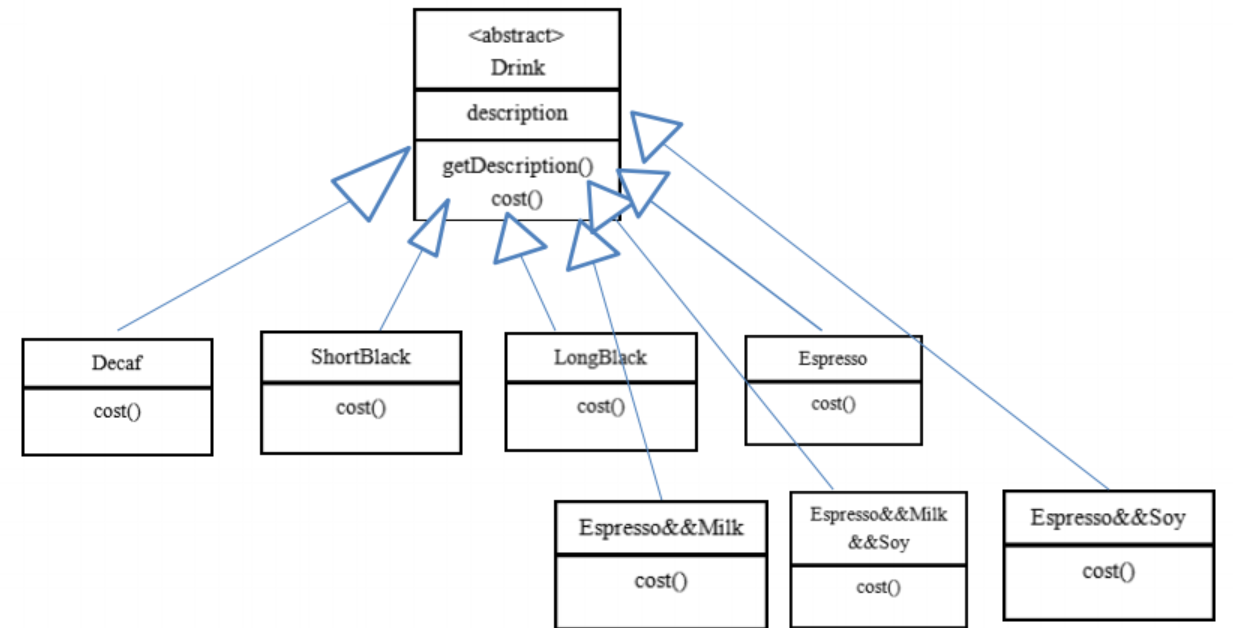 <abstract>
Drink
description
getDescription()
cost()
Decaf
cost()
ShortBlack
cost()
LongBlack
cost()
Espresso
cost()
Espresso&&Milk
cost()
Espresso&&Milk
&&Soy
cost()
Espresso&&Soy
cost()